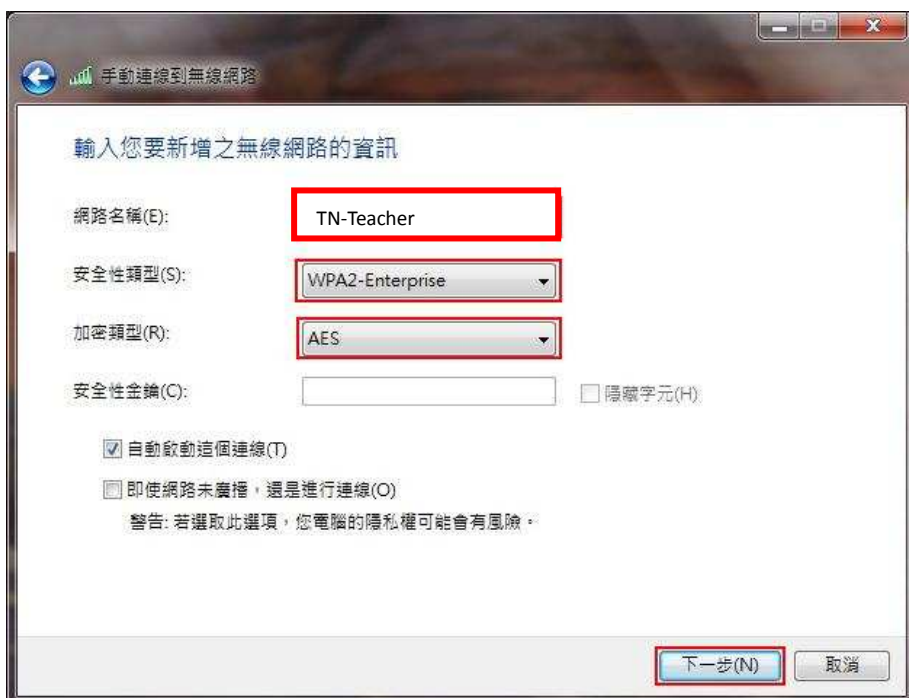 手動連線到無線網路
輸入您要新增之無線網路的資訊
網路名稱(E): TN-Teacher
安全性類型(S): WPA2-Enterprise
加密類型(R): AES
安全性金鑰(C): 隱藏字元(H)
自動啟動這個連線(T)
即使網路未廣播，還是進行連線(O)
警告: 若選取此選項，您電腦的隱私權可能會有風險。
下一步(N) 取消